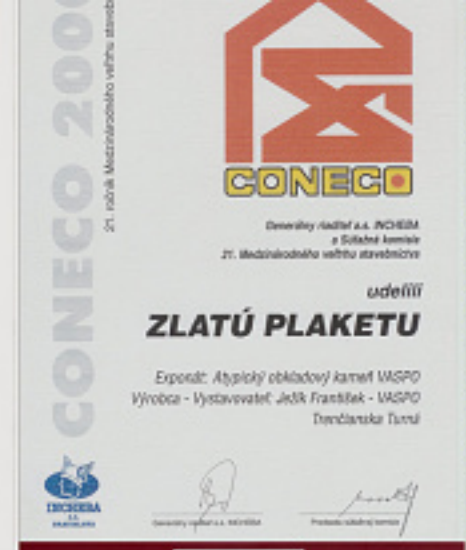 CONECO 2000
21. ročník Medzinárodného veľtrhu staveb
CONECO
Generálny riaditeľ a.s. INCHEBA
a Súťažná komisia
21. Medzinárodného veľtrhu stavebníctva
udelili
ZLATÚ PLAKETU
Exponát: Atypický obkladový kameň VASPO
Výrobca - Vystavovateľ: Ježík František - VASPO
Trenčianska Turná
INCHEBA
a.s.
BRATISLAVA
Generálny riaditeľ a.s. INCHEBA
Predseda súťažnej komisie